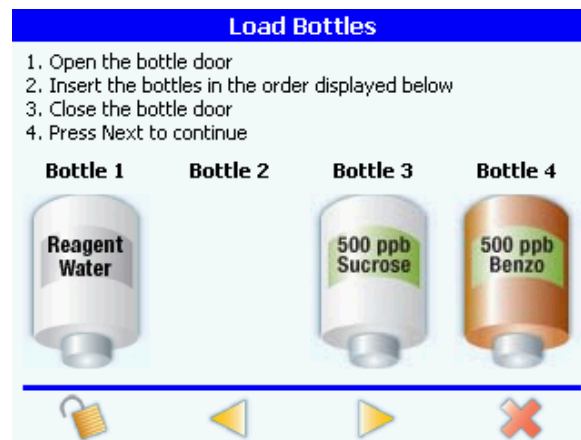 Load Bottles
1. Open the bottle door
2. Insert the bottles in the order displayed below
3. Close the bottle door
4. Press Next to continue
Bottle 1 Bottle 2 Bottle 3 Bottle 4
Reagent
Water
500 ppb
Sucrose
500 ppb
Benzo